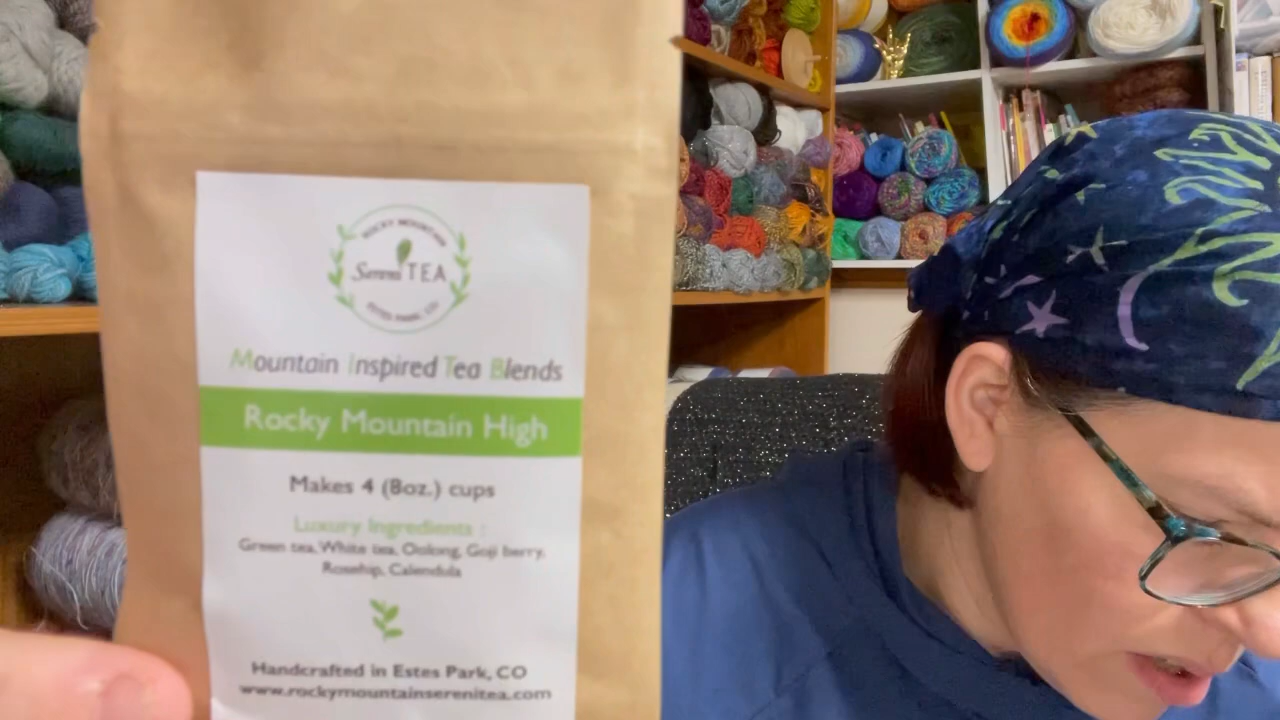 ROCKY MOUNTAIN
SereniTEA
ESTES PARK, CO
Mountain Inspired Tea Blends
Rocky Mountain High
Makes 4 (8oz.) cups
Luxury Ingredients :
Green tea, White tea, Oolong, Goji berry,
Rosehip, Calendula
Handcrafted in Estes Park, CO
www.rockymountainserenitea.com